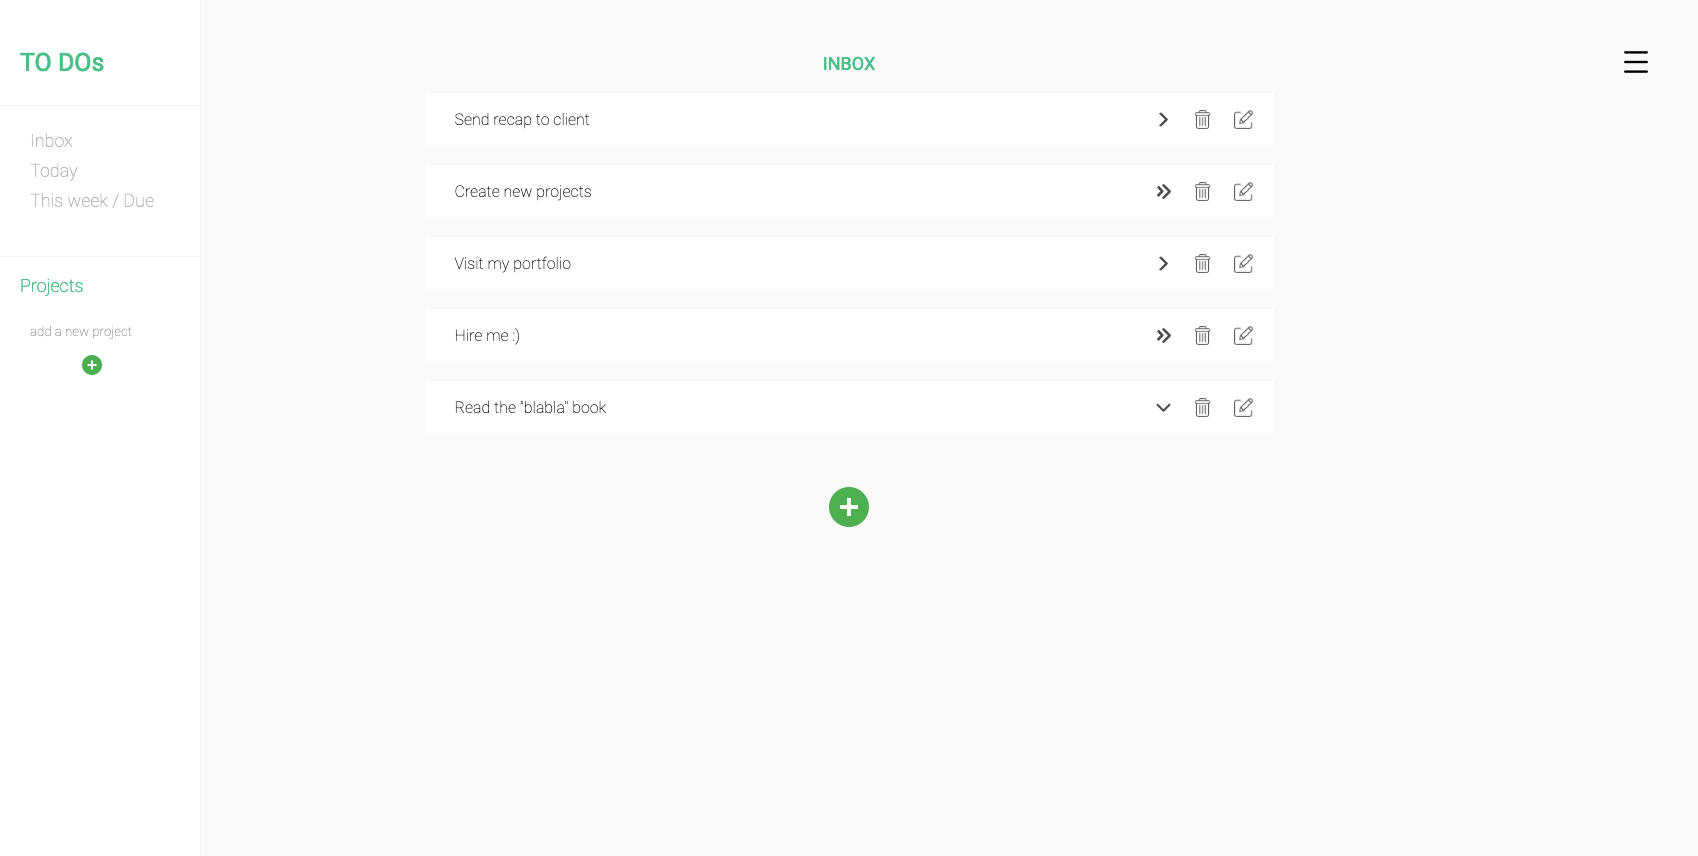 TO DOs
Inbox
Today
This week / Due
Projects
add a new project
INBOX
Send recap to client
Create new projects
Visit my portfolio
Hire me :)
Read the "blabla" book